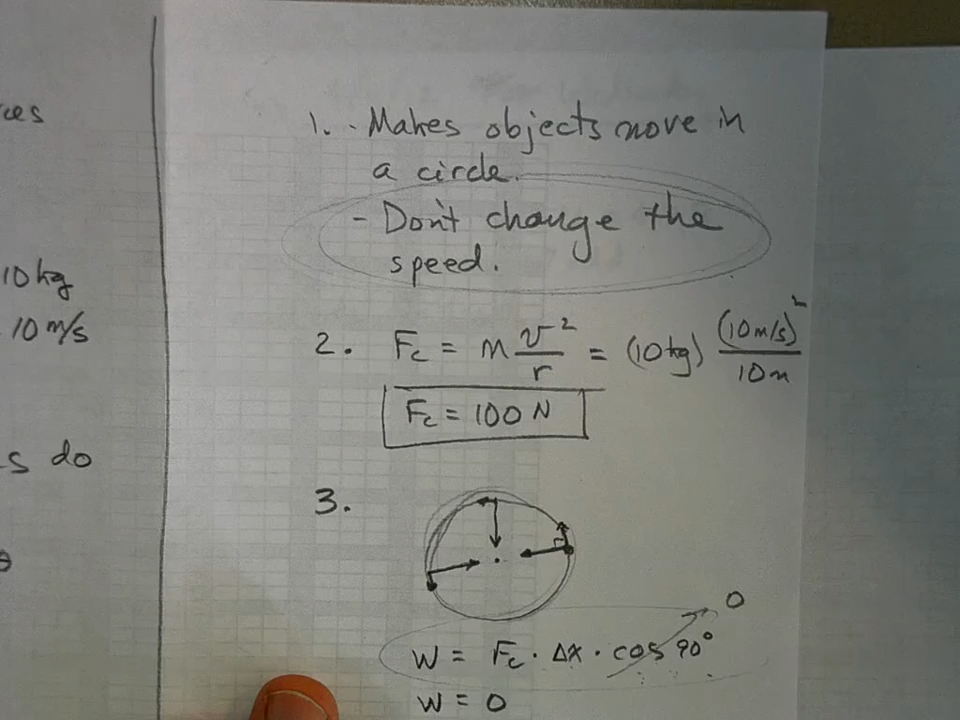 ces
10 kg
10 m/s
s do
1. - Makes objects move in
a circle.
- Don't change the
speed.
2. Fc = m v²/r = (10 kg) (10 m/s)²/10 m
Fc = 100 N
3.
0
W = Fc · Δx · cos 90°
W = 0